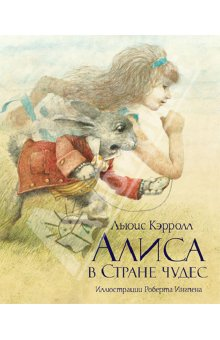 Льюис Кэрролл
Алиса
в Стране чудес
Иллюстрации Роберта Ингпена